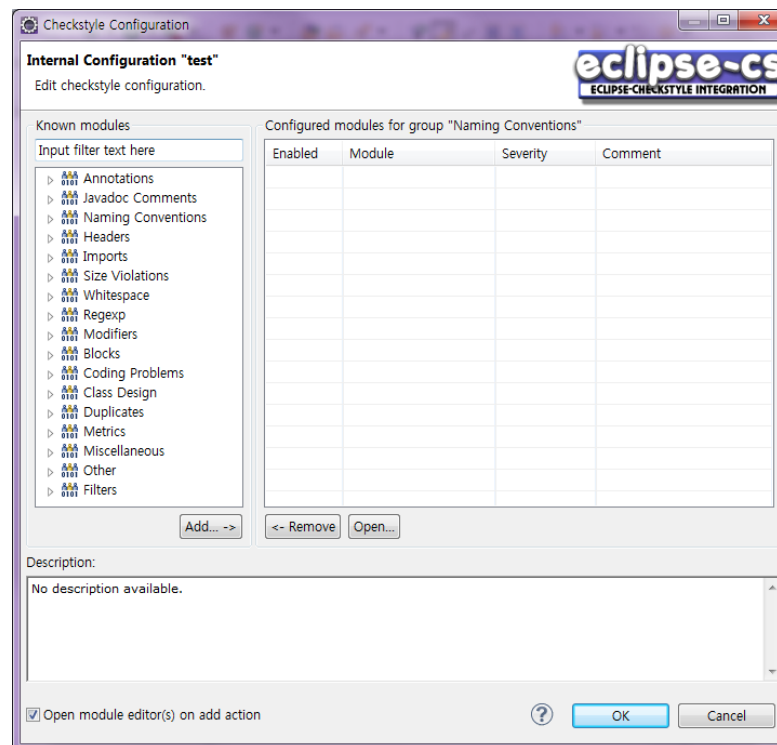 Checkstyle Configuration
Internal Configuration "test"
Edit checkstyle configuration.
eclipse-cs
ECLIPSE-CHECKSTYLE INTEGRATION
Known modules
Input filter text here
Annotations
Javadoc Comments
Naming Conventions
Headers
Imports
Size Violations
Whitespace
Regexp
Modifiers
Blocks
Coding Problems
Class Design
Duplicates
Metrics
Miscellaneous
Other
Filters
Add... ->
Configured modules for group "Naming Conventions"
Enabled Module Severity Comment
<- Remove Open...
Description:
No description available.
Open module editor(s) on add action
? OK Cancel